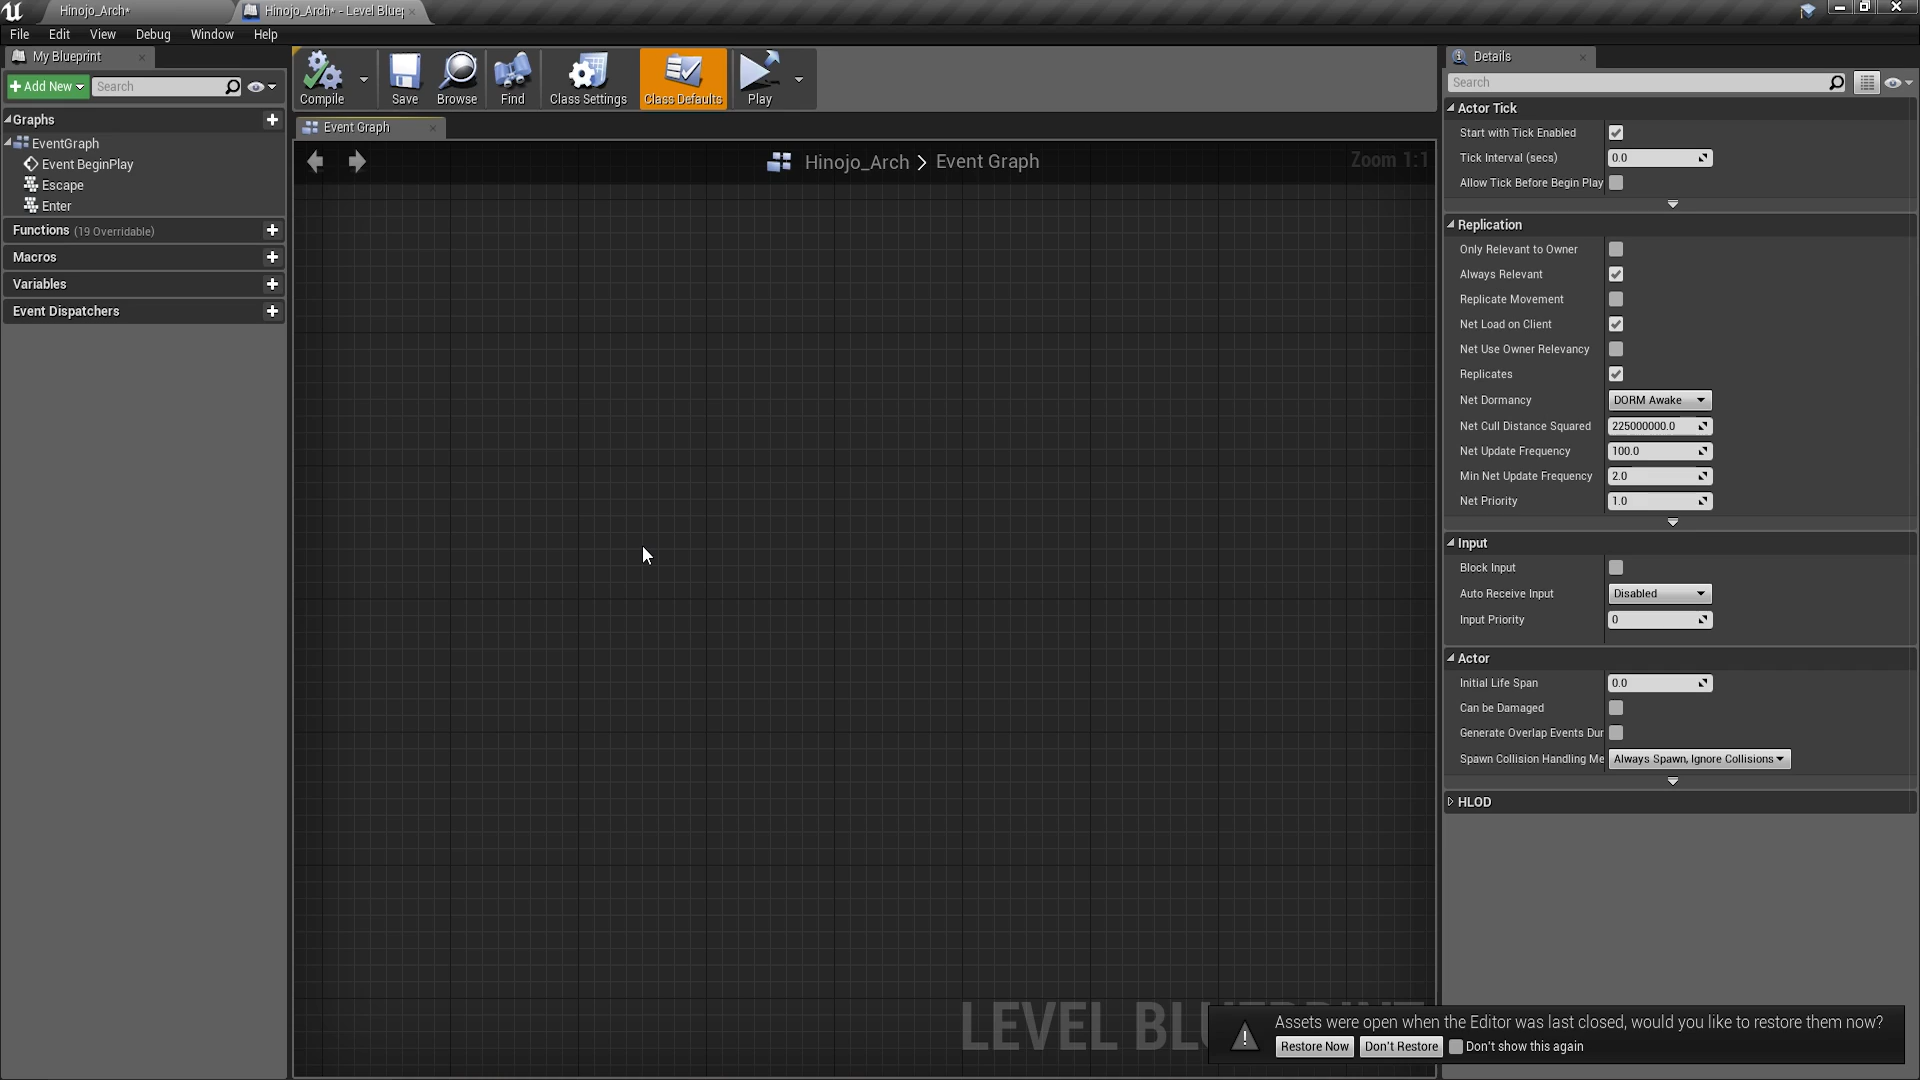 Hinojo_Arch*
Hinojo_Arch* - Level Bluep
File Edit View Debug Window Help
My Blueprint
Add New Search
Graphs
EventGraph
Event BeginPlay
Escape
Enter
Functions (19 Overridable)
Macros
Variables
Event Dispatchers
Compile Save Browse Find Class Settings Class Defaults Play
Event Graph
Hinojo_Arch > Event Graph
Zoom 1:1
LEVEL
Details
Search
Actor Tick
Start with Tick Enabled
Tick Interval (secs) 0.0
Allow Tick Before Begin Play
Replication
Only Relevant to Owner
Always Relevant
Replicate Movement
Net Load on Client
Net Use Owner Relevancy
Replicates
Net Dormancy DORM Awake
Net Cull Distance Squared 225000000.0
Net Update Frequency 100.0
Min Net Update Frequency 2.0
Net Priority 1.0
Input
Block Input
Auto Receive Input Disabled
Input Priority 0
Actor
Initial Life Span 0.0
Can be Damaged
Generate Overlap Events Dur
Spawn Collision Handling Me Always Spawn, Ignore Collisions
HLOD
Assets were open when the Editor was last closed, would you like to restore them now?
Restore Now Don't Restore Don't show this again